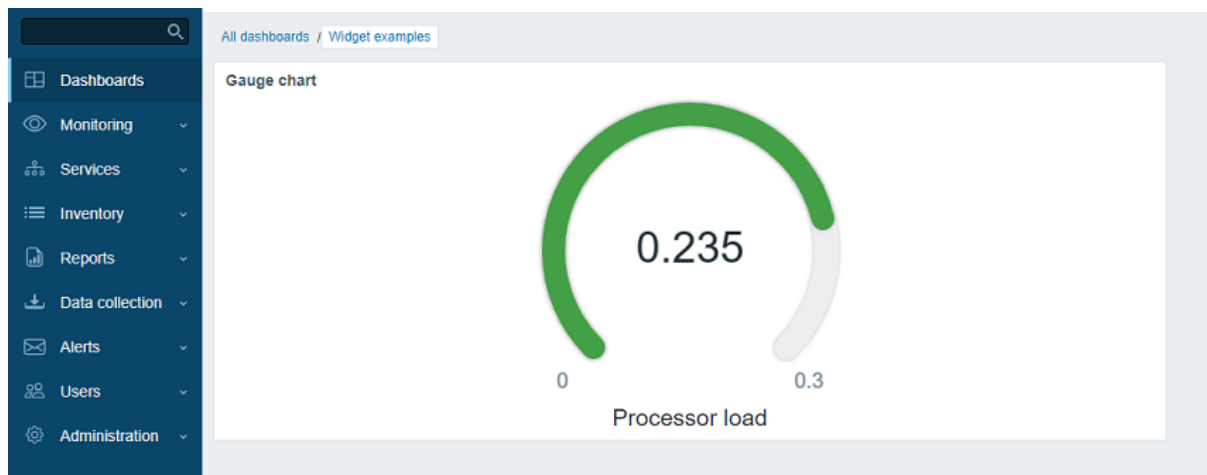 All dashboards / Widget examples
Dashboards
Monitoring
Services
Inventory
Reports
Data collection
Alerts
Users
Administration
Gauge chart
0.235
0 0.3
Processor load